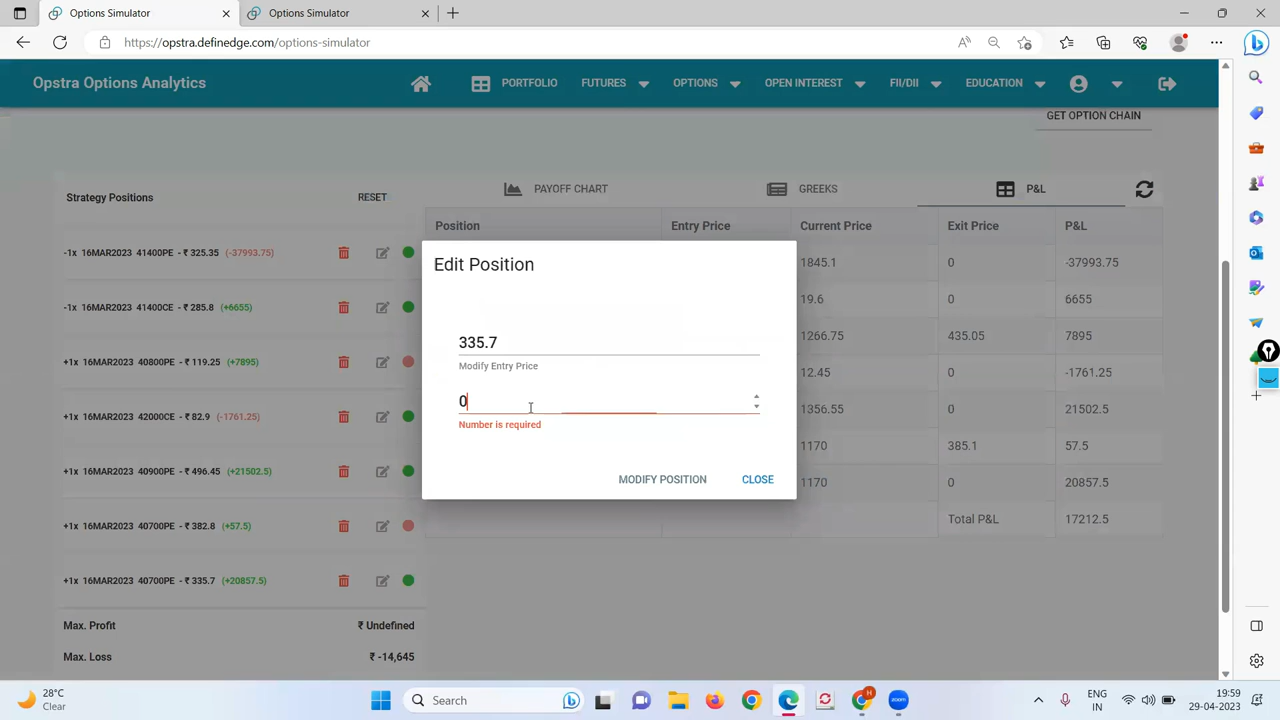 Options Simulator
Options Simulator
https://opstra.definedge.com/options-simulator
Opstra Options Analytics
PORTFOLIO
FUTURES
OPTIONS
OPEN INTEREST
FII/DII
EDUCATION
GET OPTION CHAIN
Strategy Positions
RESET
PAYOFF CHART
GREEKS
P&L
Position
Entry Price
Current Price
Exit Price
P&L
-1x 16MAR2023 41400PE - ₹ 325.35 (-37993.75)
1845.1
0
-37993.75
-1x 16MAR2023 41400CE - ₹ 285.8 (+6655)
19.6
0
6655
+1x 16MAR2023 40800PE - ₹ 119.25 (+7895)
1266.75
435.05
7895
+1x 16MAR2023 42000CE - ₹ 82.9 (-1761.25)
12.45
0
-1761.25
+1x 16MAR2023 40900PE - ₹ 496.45 (+21502.5)
1356.55
0
21502.5
+1x 16MAR2023 40700PE - ₹ 382.8 (+57.5)
1170
385.1
57.5
+1x 16MAR2023 40700PE - ₹ 335.7 (+20857.5)
1170
0
20857.5
Total P&L
17212.5
Max. Profit
₹ Undefined
Max. Loss
₹ -14,645
Edit Position
335.7
Modify Entry Price
0
Number is required
MODIFY POSITION
CLOSE
28°C
Clear
Search
ENG
IN
19:59
29-04-2023